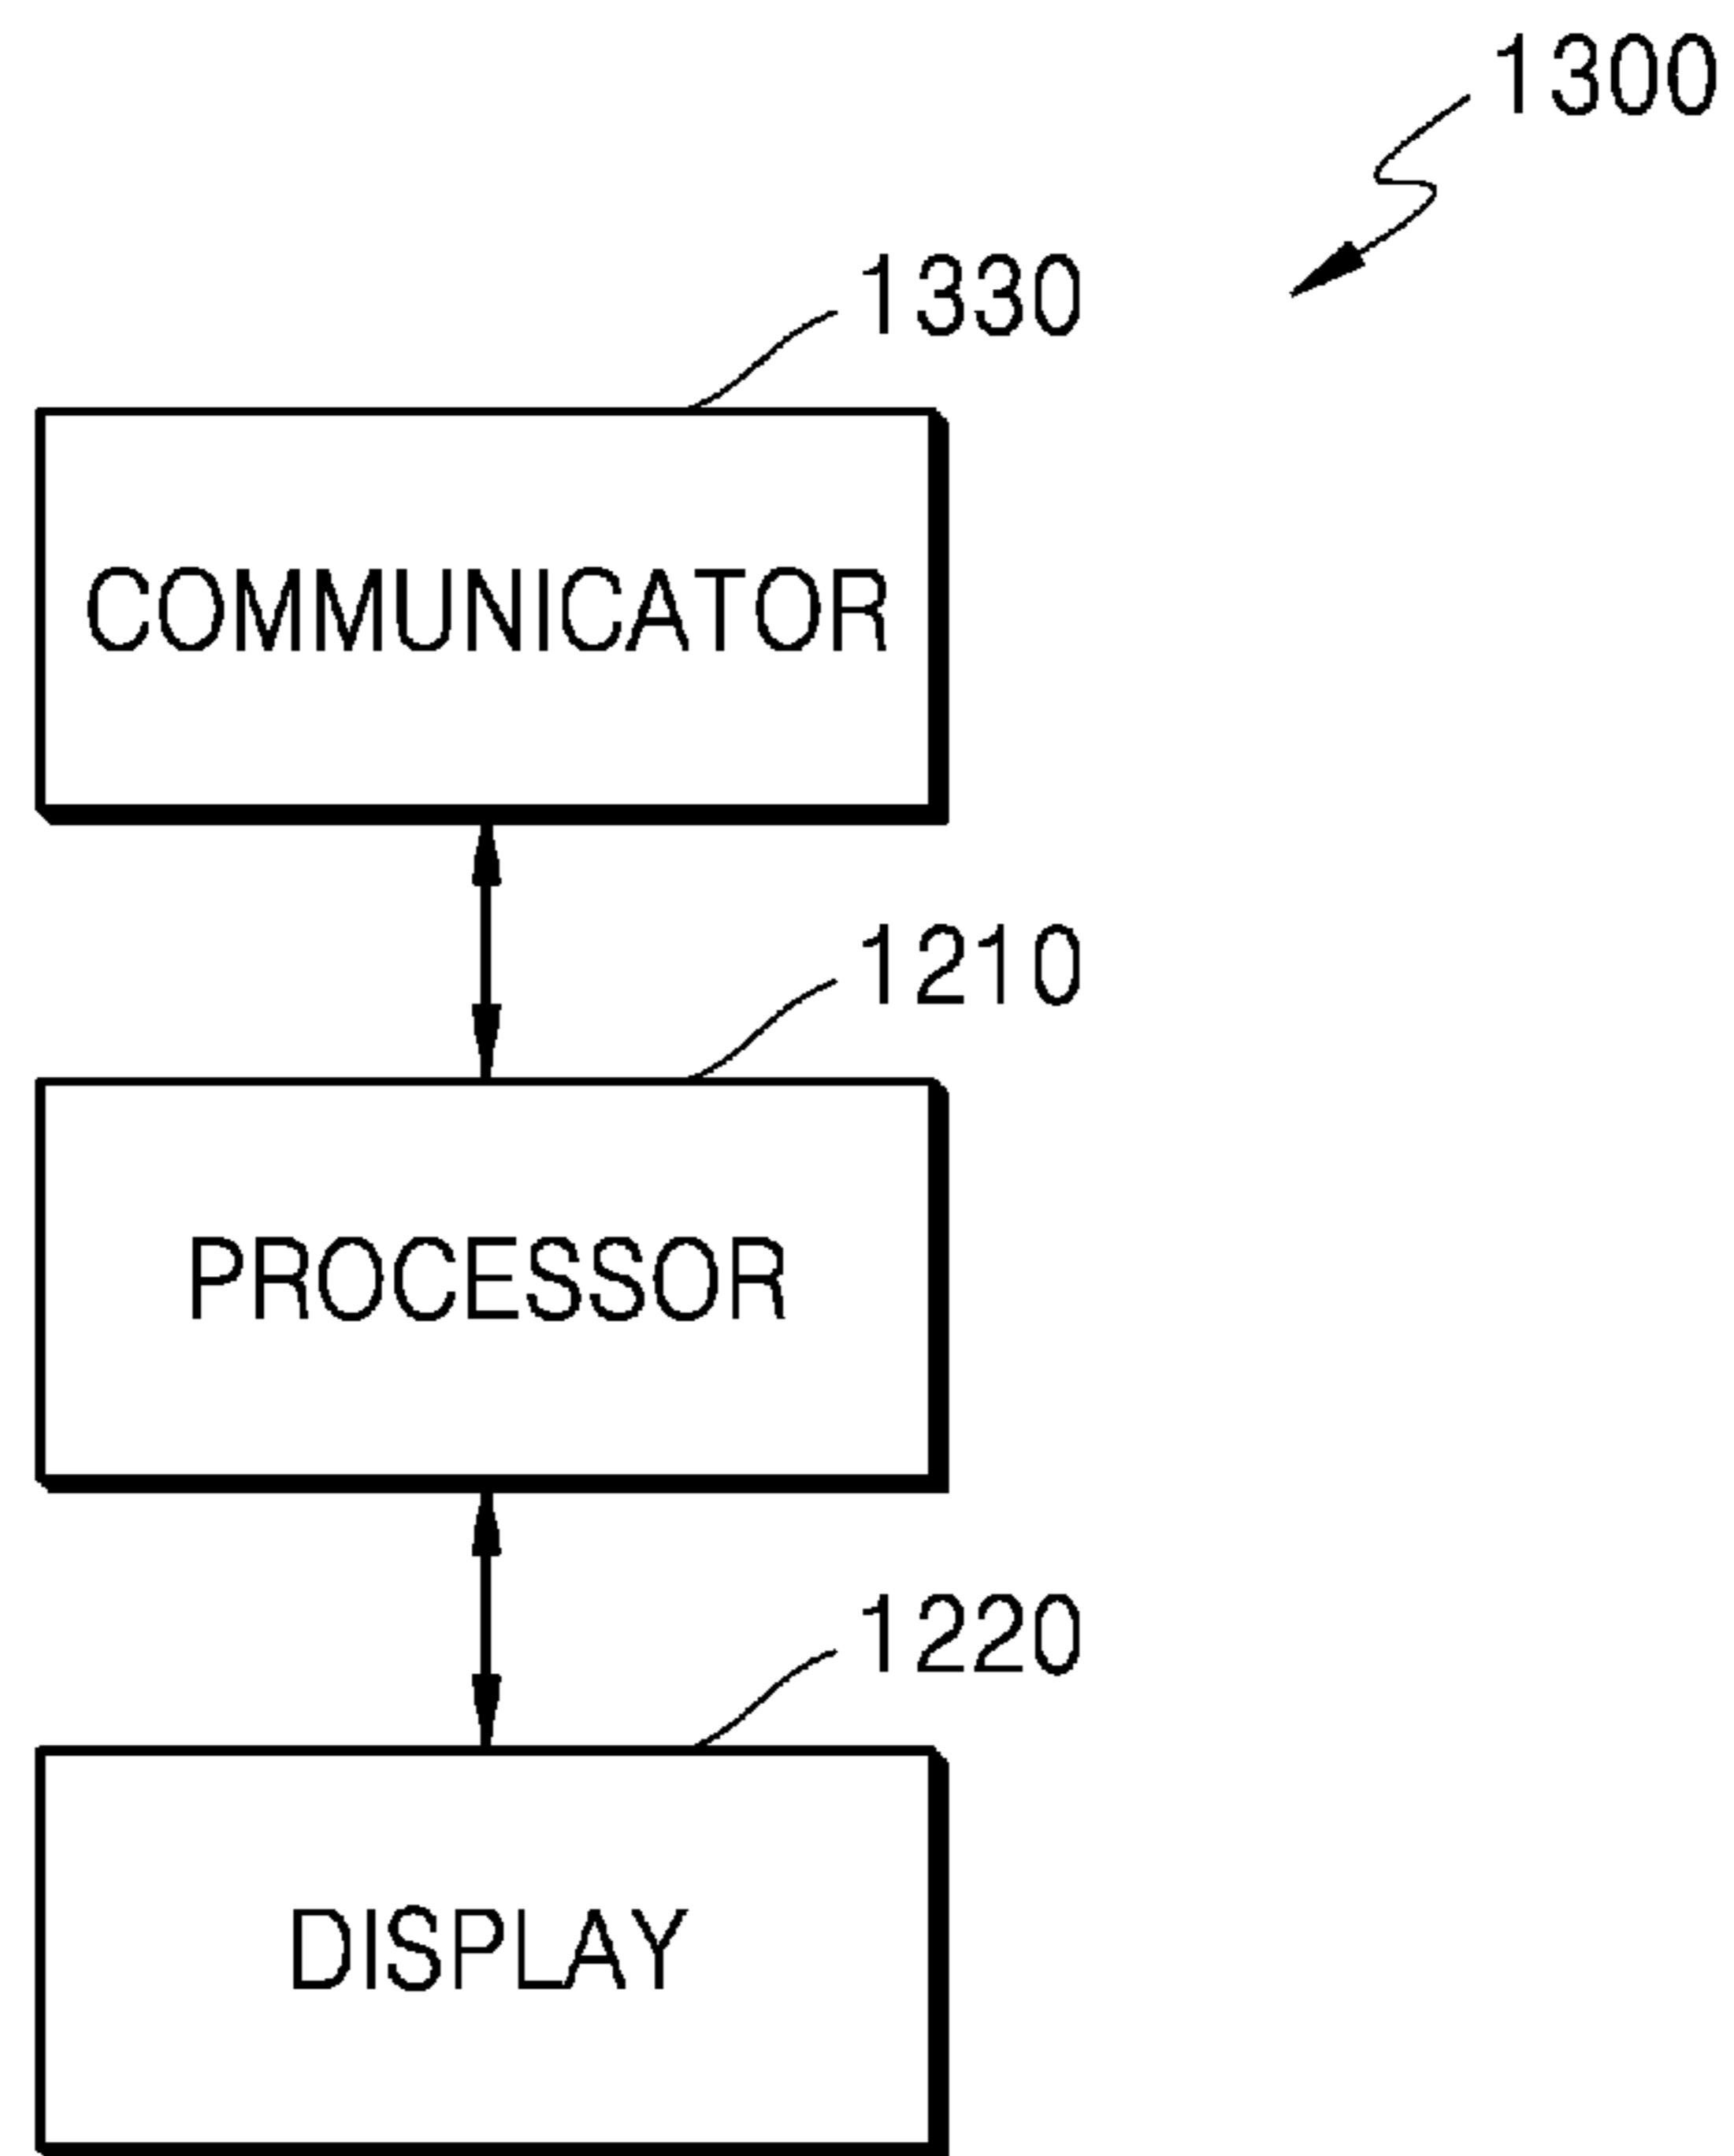 1300
1330
COMMUNICATOR
1210
PROCESSOR
1220
DISPLAY